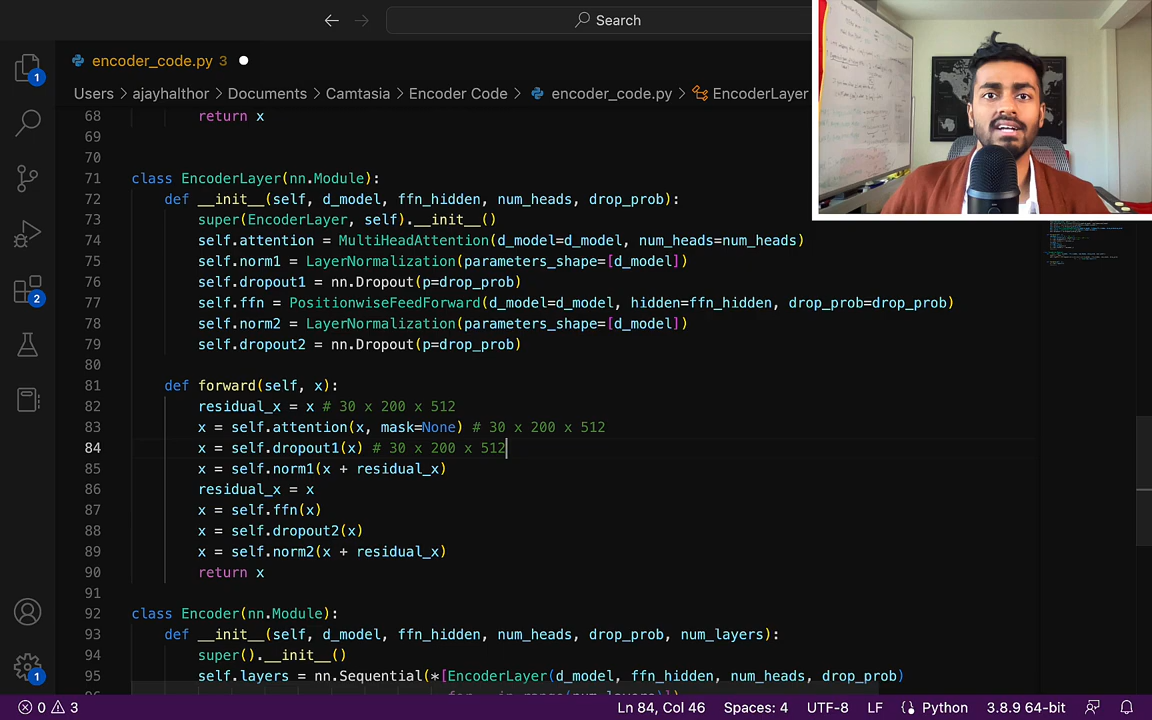 Search
encoder_code.py 3
Users > ajayhalthor > Documents > Camtasia > Encoder Code > encoder_code.py > EncoderLayer
68 return x
69
70
71 class EncoderLayer(nn.Module):
72 def __init__(self, d_model, ffn_hidden, num_heads, drop_prob):
73 super(EncoderLayer, self).__init__()
74 self.attention = MultiHeadAttention(d_model=d_model, num_heads=num_heads)
75 self.norm1 = LayerNormalization(parameters_shape=[d_model])
76 self.dropout1 = nn.Dropout(p=drop_prob)
77 self.ffn = PositionwiseFeedForward(d_model=d_model, hidden=ffn_hidden, drop_prob=drop_prob)
78 self.norm2 = LayerNormalization(parameters_shape=[d_model])
79 self.dropout2 = nn.Dropout(p=drop_prob)
80
81 def forward(self, x):
82 residual_x = x # 30 x 200 x 512
83 x = self.attention(x, mask=None) # 30 x 200 x 512
84 x = self.dropout1(x) # 30 x 200 x 512
85 x = self.norm1(x + residual_x)
86 residual_x = x
87 x = self.ffn(x)
88 x = self.dropout2(x)
89 x = self.norm2(x + residual_x)
90 return x
91
92 class Encoder(nn.Module):
93 def __init__(self, d_model, ffn_hidden, num_heads, drop_prob, num_layers):
94 super().__init__()
95 self.layers = nn.Sequential(*[EncoderLayer(d_model, ffn_hidden, num_heads, drop_prob)
1
2
1
0 3 Ln 84, Col 46 Spaces: 4 UTF-8 LF Python 3.8.9 64-bit